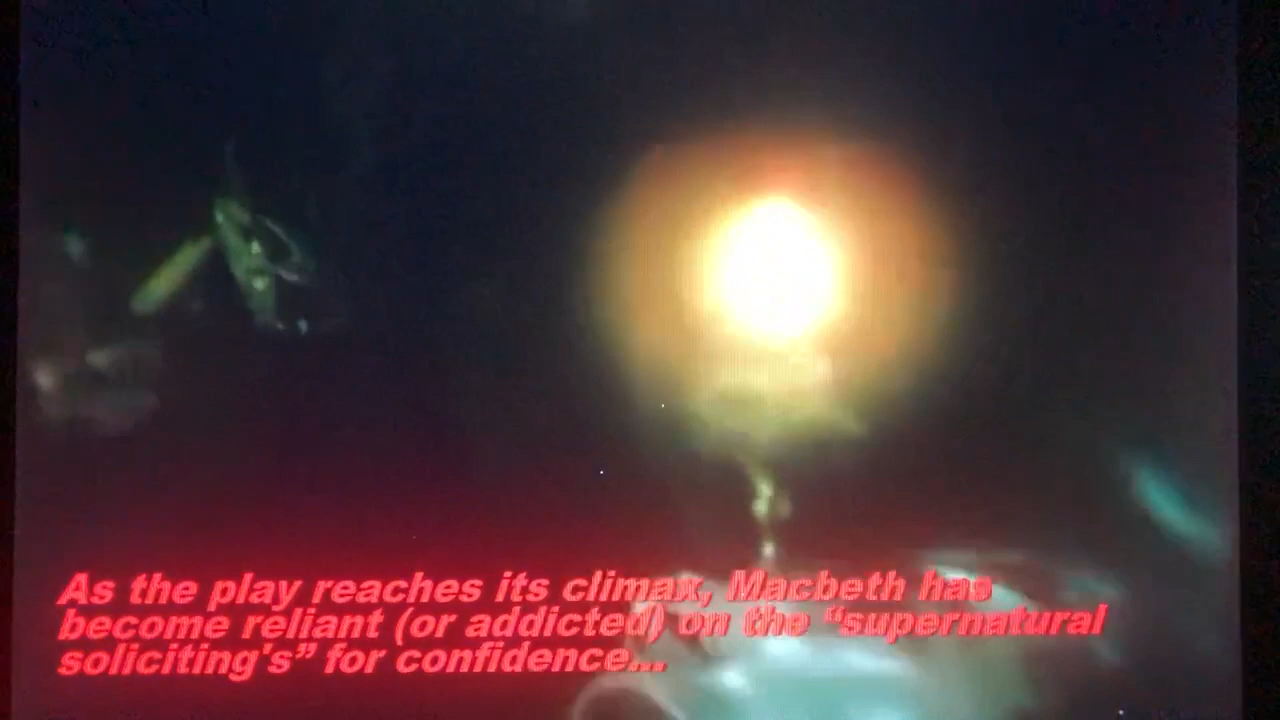 As the play reaches its climax, Macbeth has
become reliant (or addicted) on the “supernatural
soliciting's” for confidence...